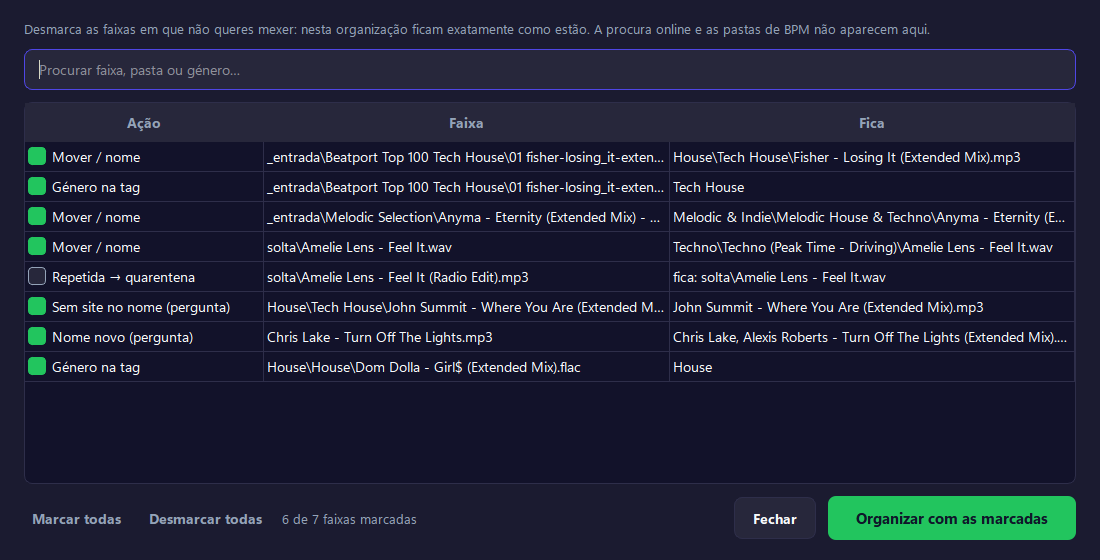 Desmarca as faixas em que não queres mexer: nesta organização ficam exatamente como estão. A procura online e as pastas de BPM não aparecem aqui.
Procurar faixa, pasta ou género...
Ação Faixa Fica
Mover / nome _entrada\Beatport Top 100 Tech House\01 fisher-losing_it-exten... House\Tech House\Fisher - Losing It (Extended Mix).mp3
Género na tag _entrada\Beatport Top 100 Tech House\01 fisher-losing_it-exten... Tech House
Mover / nome _entrada\Melodic Selection\Anyma - Eternity (Extended Mix) - ... Melodic & Indie\Melodic House & Techno\Anyma - Eternity (E...
Mover / nome solta\Amelie Lens - Feel It.wav Techno\Techno (Peak Time - Driving)\Amelie Lens - Feel It.wav
Repetida → quarentena solta\Amelie Lens - Feel It (Radio Edit).mp3 fica: solta\Amelie Lens - Feel It.wav
Sem site no nome (pergunta) House\Tech House\John Summit - Where You Are (Extended M... John Summit - Where You Are (Extended Mix).mp3
Nome novo (pergunta) Chris Lake - Turn Off The Lights.mp3 Chris Lake, Alexis Roberts - Turn Off The Lights (Extended Mix)....
Género na tag House\House\Dom Dolla - Girl$ (Extended Mix).flac House
Marcar todas Desmarcar todas 6 de 7 faixas marcadas Fechar Organizar com as marcadas